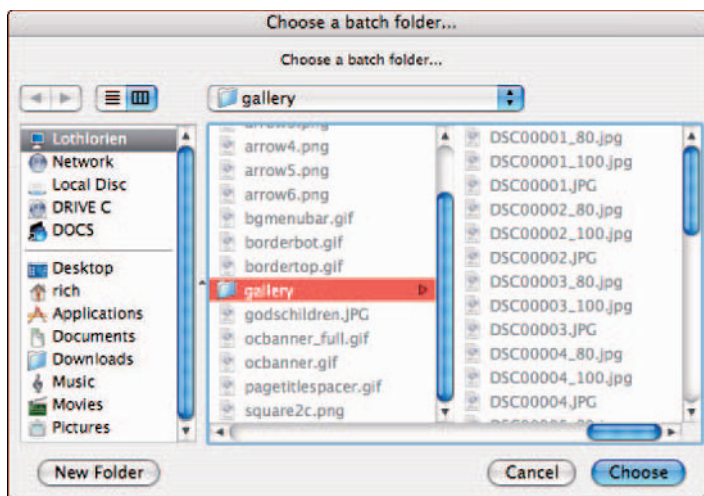 Choose a batch folder...
Choose a batch folder...
gallery
Lothlorien
Network
Local Disc
DRIVE C
DOCS
Desktop
rich
Applications
Documents
Downloads
Music
Movies
Pictures
arrow4.png
arrow5.png
arrow6.png
bgmenubar.gif
borderbot.gif
bordertop.gif
gallery
godschildren.JPG
ocbanner_full.gif
ocbanner.gif
pagetitlespacer.gif
square2c.png
DSC00001_80.jpg
DSC00001_100.jpg
DSC00001.JPG
DSC00002_80.jpg
DSC00002_100.jpg
DSC00002.JPG
DSC00003_80.jpg
DSC00003_100.jpg
DSC00003.JPG
DSC00004_80.jpg
DSC00004_100.jpg
DSC00004.JPG
New Folder
Cancel
Choose